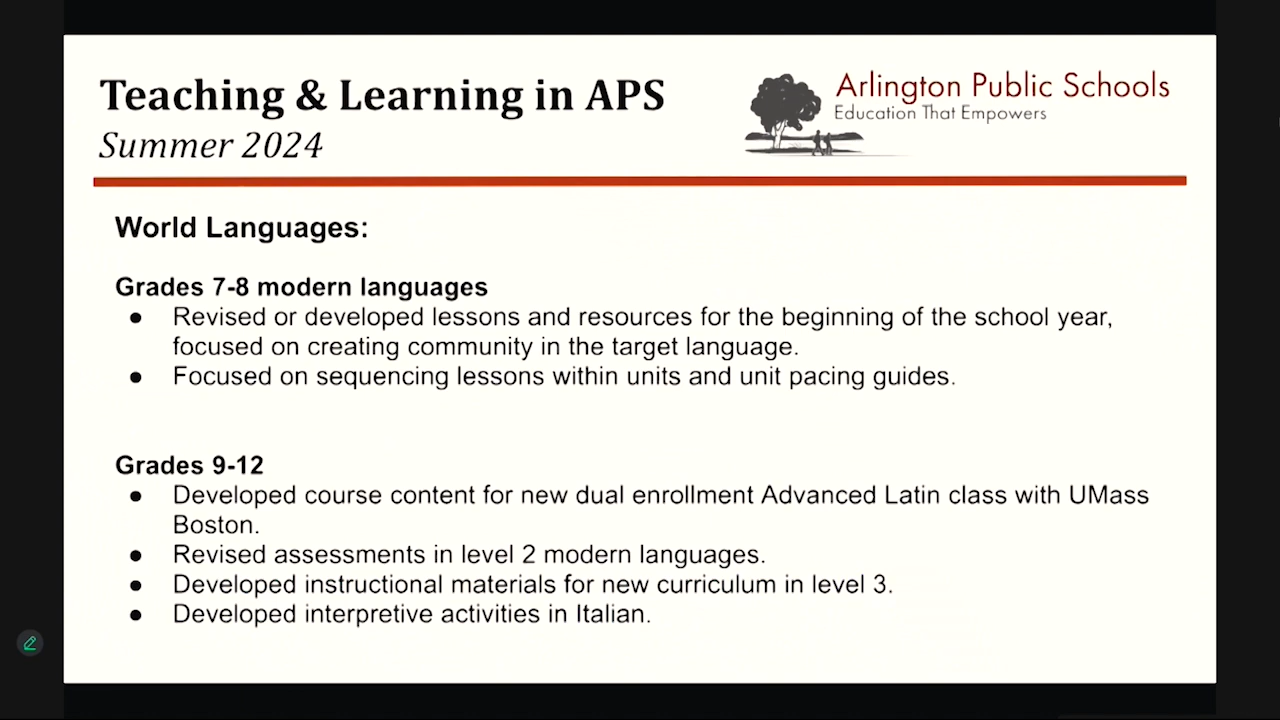 Teaching & Learning in APS
Summer 2024
Arlington Public Schools
Education That Empowers
World Languages:
Grades 7-8 modern languages
● Revised or developed lessons and resources for the beginning of the school year,
focused on creating community in the target language.
● Focused on sequencing lessons within units and unit pacing guides.
Grades 9-12
● Developed course content for new dual enrollment Advanced Latin class with UMass
Boston.
● Revised assessments in level 2 modern languages.
● Developed instructional materials for new curriculum in level 3.
● Developed interpretive activities in Italian.